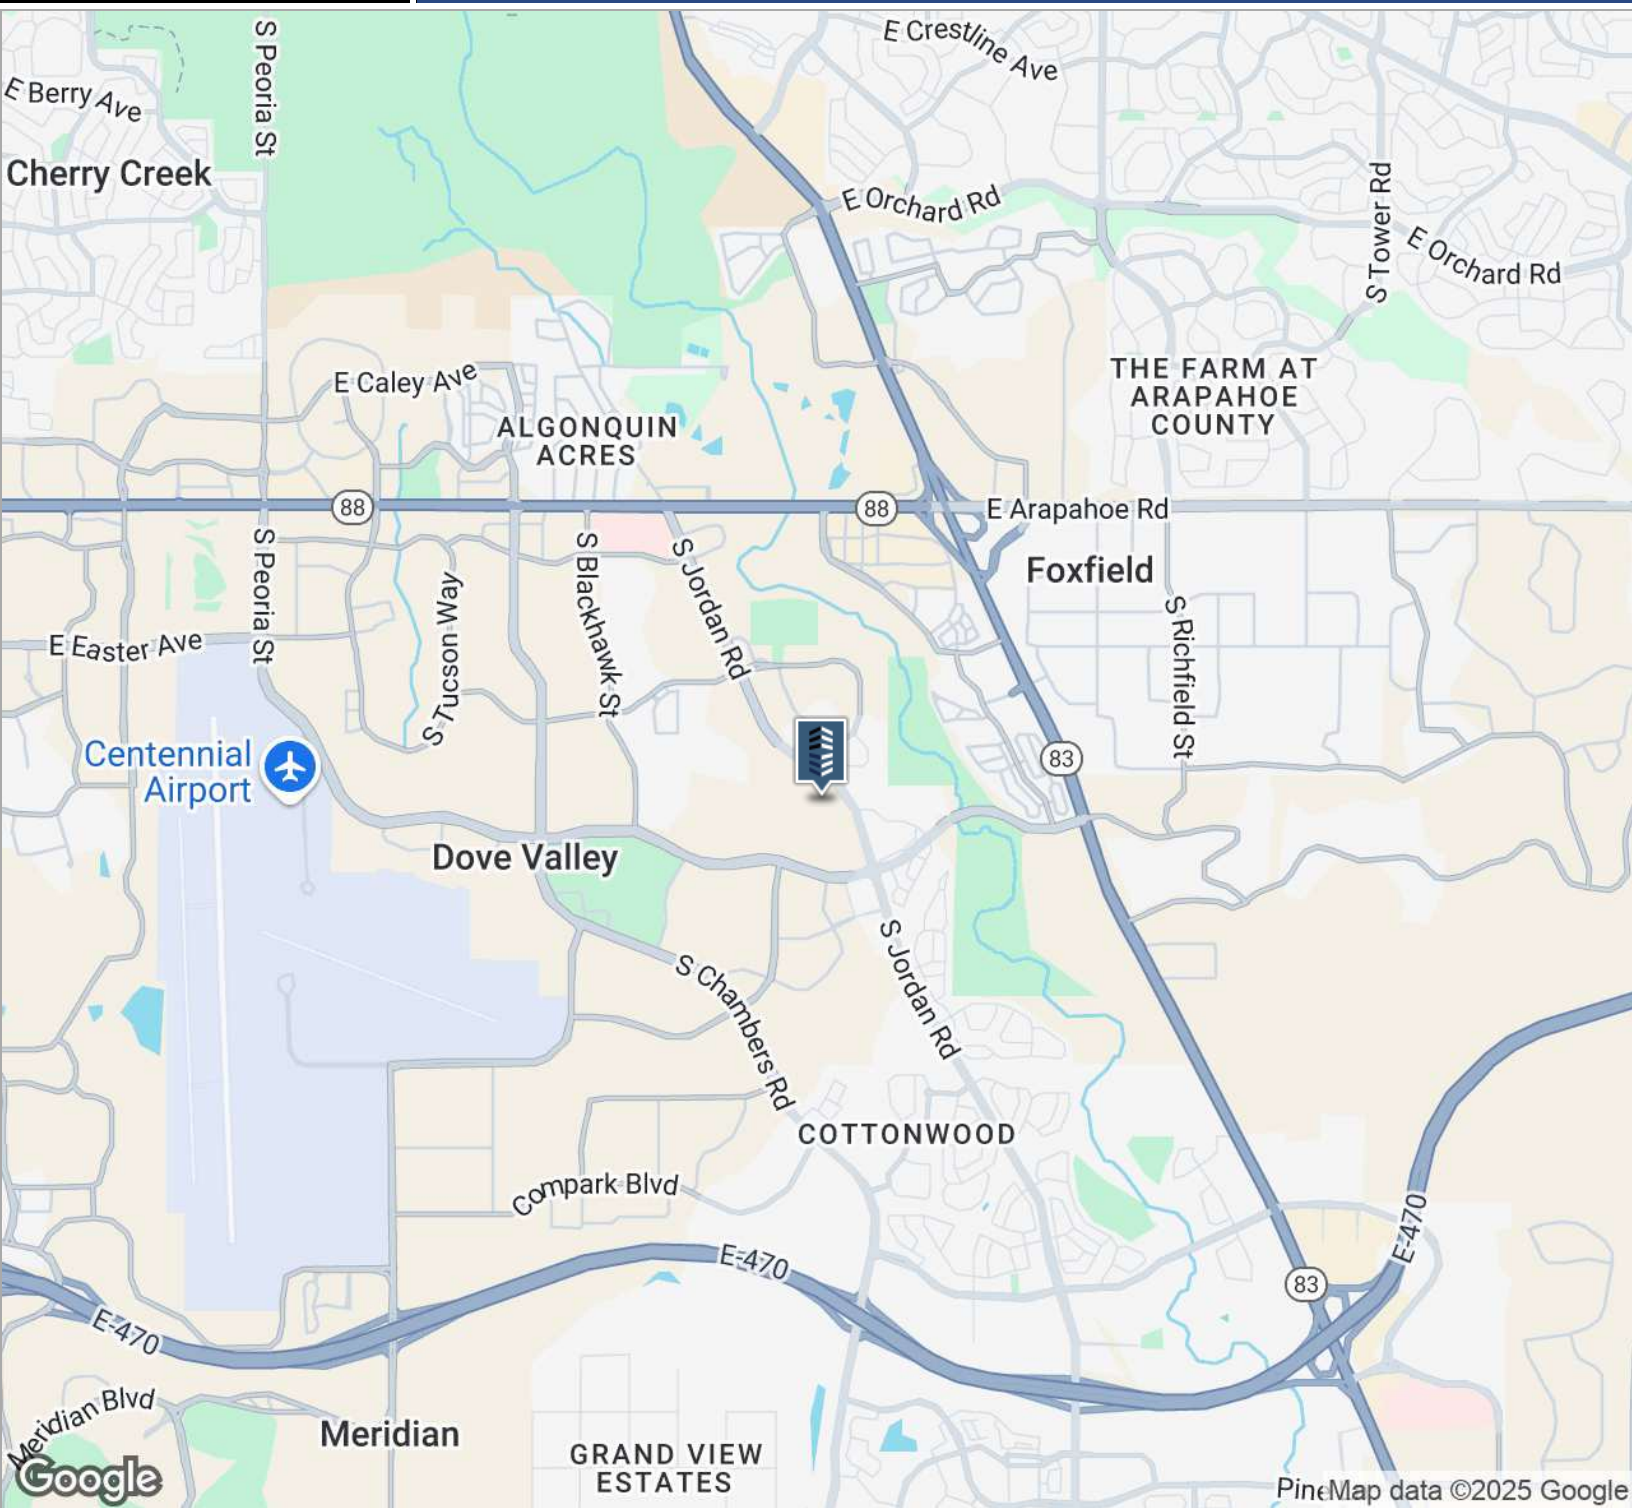 S Peoria St
E Crestline Ave
E Berry Ave
Cherry Creek
E Orchard Rd
S Tower Rd
E Orchard Rd
E Caley Ave
THE FARM AT
ARAPAHOE
COUNTY
ALGONQUIN
ACRES
88
88
E Arapahoe Rd
S Peoria St
S Blackhawk St
S Jordan Rd
Foxfield
S Tucson Way
E Easter Ave
S Richfield St
Centennial
Airport
83
Dove Valley
S Jordan Rd
S Chambers Rd
COTTONWOOD
Compark Blvd
E-470
E-470
83
E-470
Meridian Blvd
Meridian
GRAND VIEW
ESTATES
Google
Map data ©2025 Google